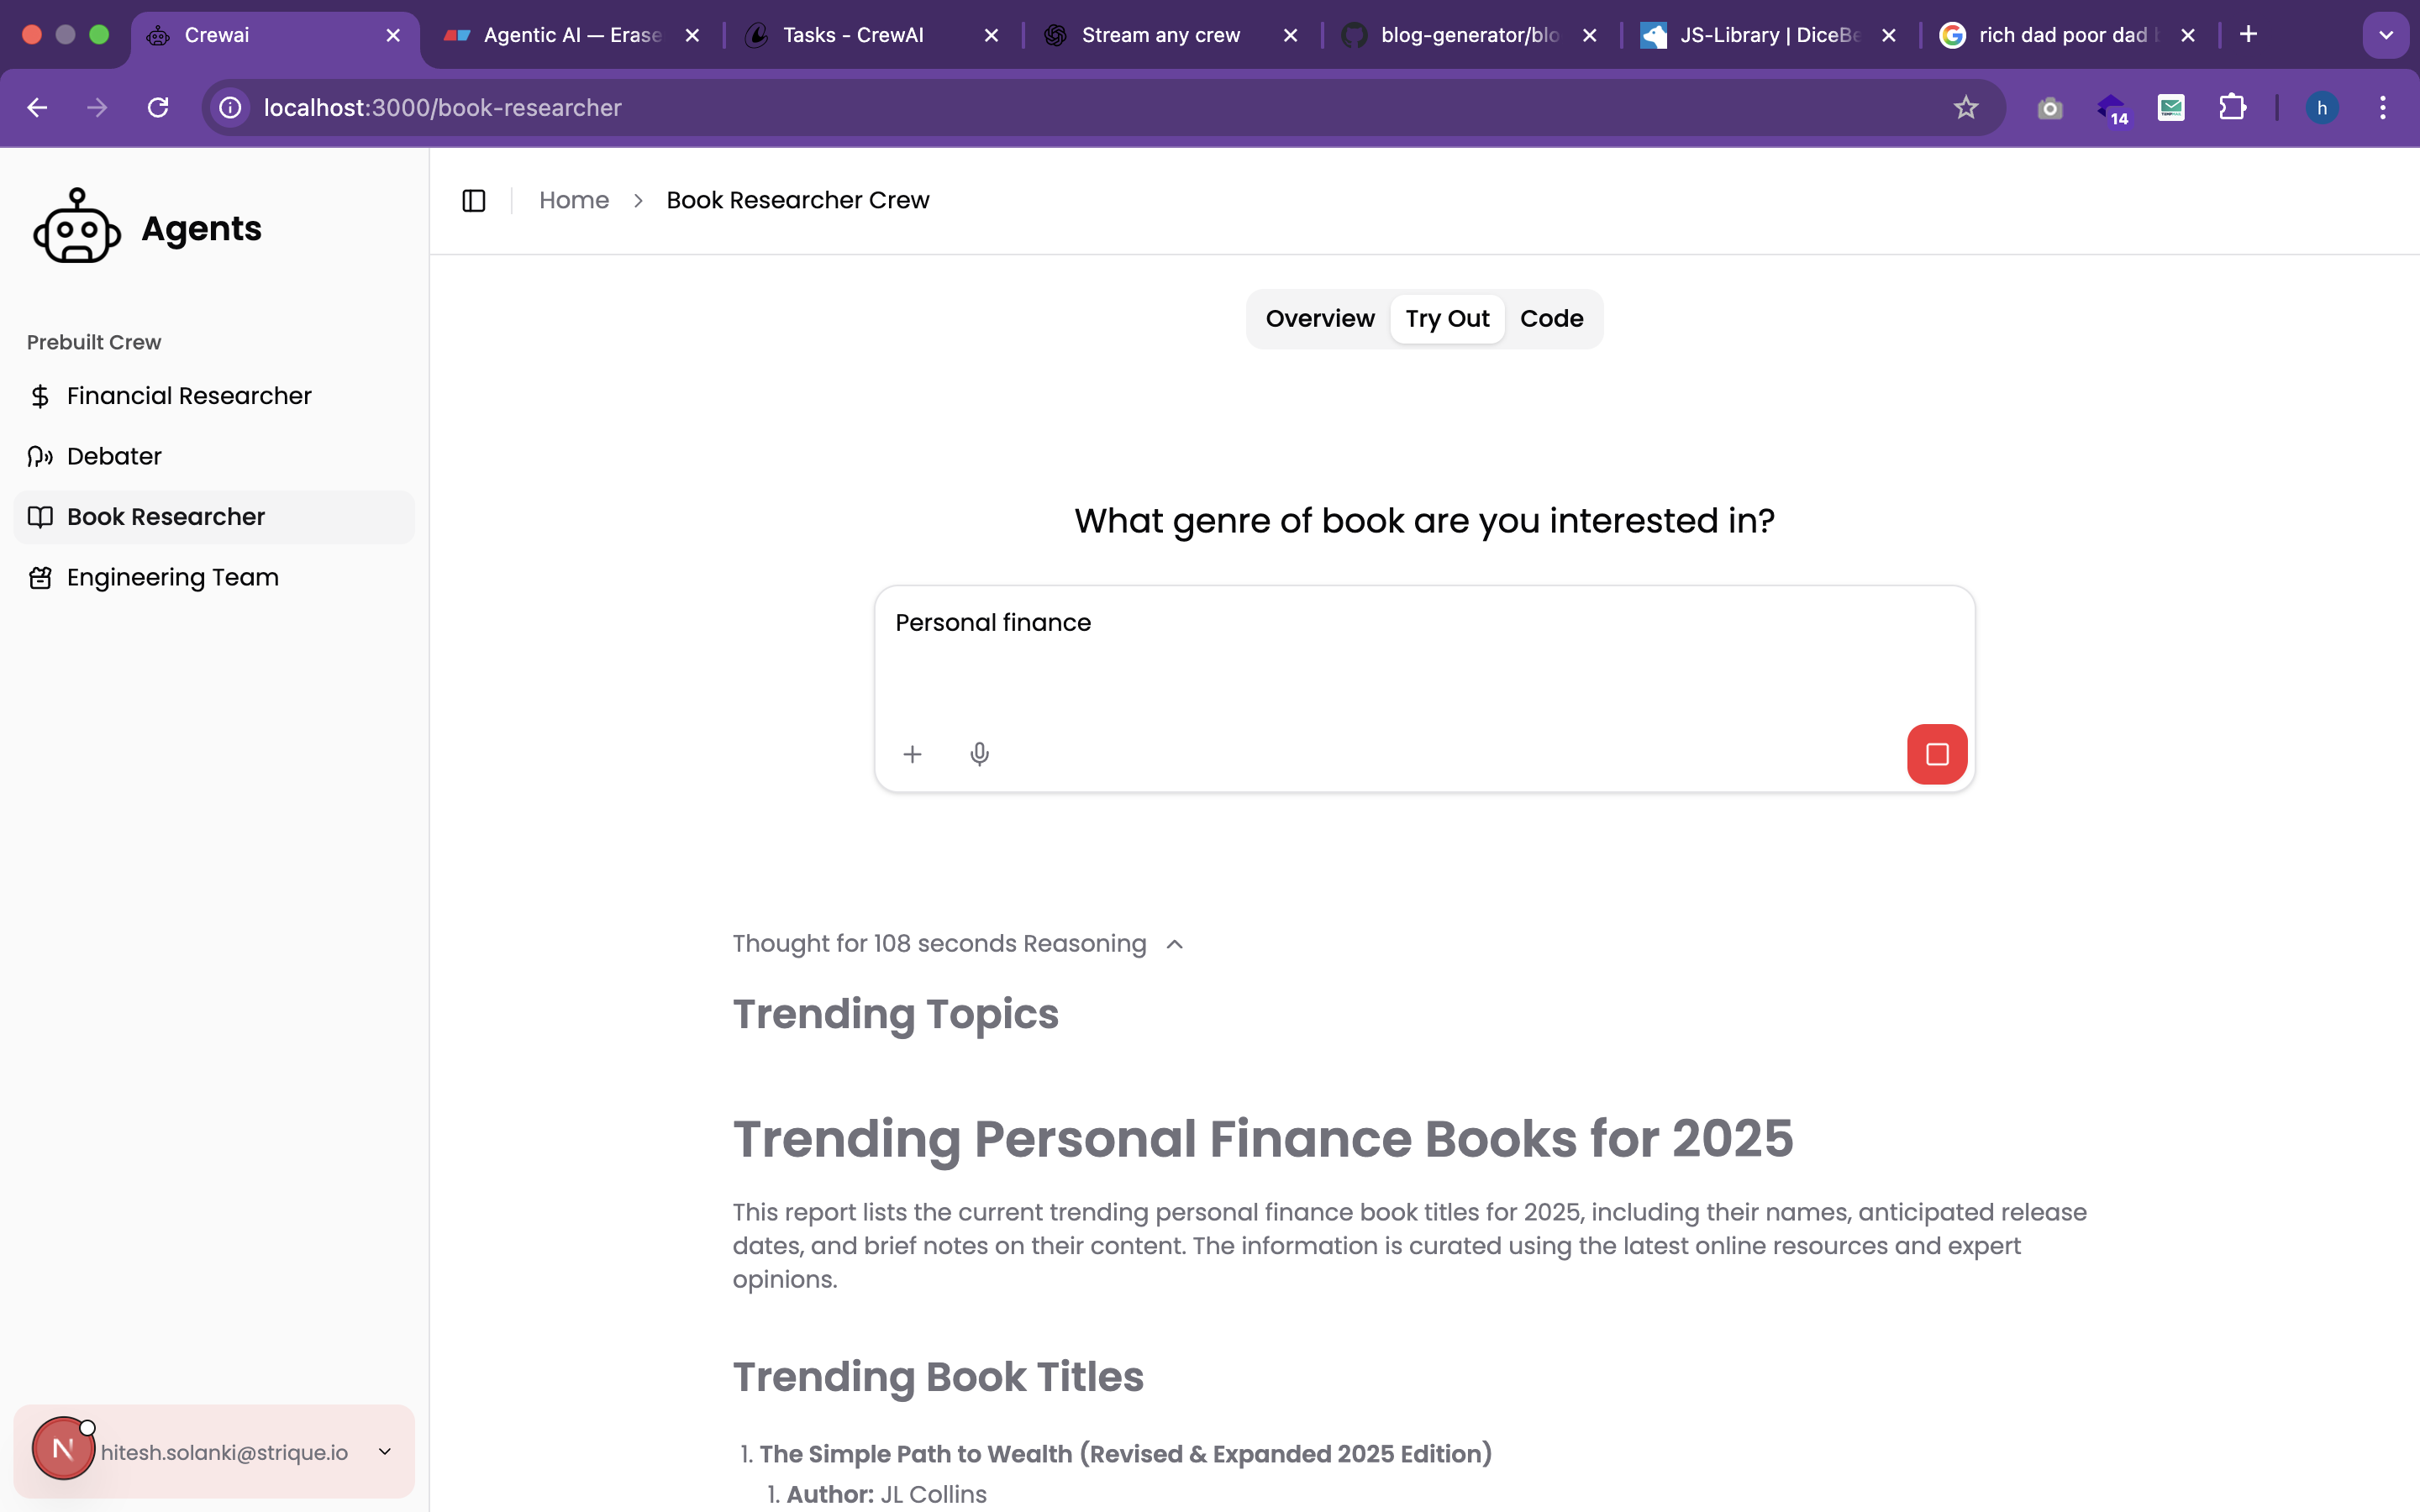 Crewai
Agentic AI — Erase
Tasks - CrewAI
Stream any crew
blog-generator/blo
JS-Library | DiceBe
rich dad poor dad b
localhost:3000/book-researcher
14
h
Agents
Home
Book Researcher Crew
Overview
Try Out
Code
Prebuilt Crew
Financial Researcher
Debater
Book Researcher
Engineering Team
What genre of book are you interested in?
Personal finance
Thought for 108 seconds Reasoning
Trending Topics
Trending Personal Finance Books for 2025
This report lists the current trending personal finance book titles for 2025, including their names, anticipated release
dates, and brief notes on their content. The information is curated using the latest online resources and expert
opinions.
Trending Book Titles
1. The Simple Path to Wealth (Revised & Expanded 2025 Edition)
1. Author: JL Collins
N
hitesh.solanki@strique.io